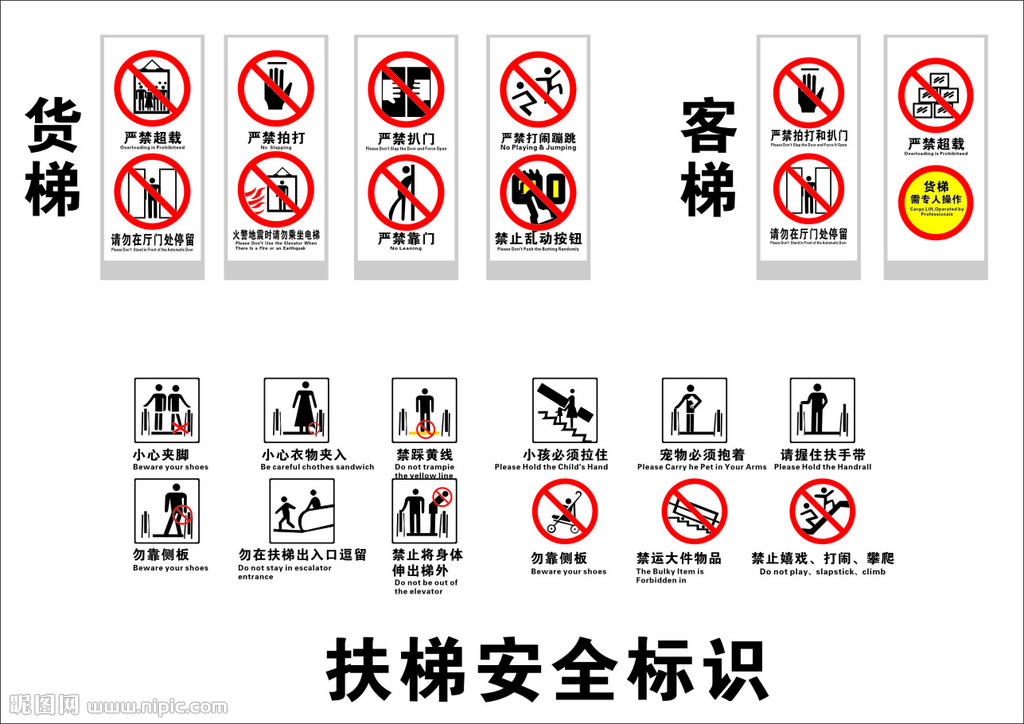 货梯
严禁超载
Overloading is Prohibiteed
请勿在厅门处停留
Please Don't Stand in Front of the Automatic Door
严禁拍打
No Slapping
火警地震时请勿乘坐电梯
Please Don't Use the Elevator When
There Is a Fire or an Earthquak
严禁扒门
Please Don't Slap the Door and Force Open
严禁靠门
No Leaning
严禁打闹蹦跳
No Playing & Jumping
禁止乱动按钮
Please Don't Push the Butting Randomly
客梯
严禁拍打和扒门
Please Don't Slap the Door and Force It Open
请勿在厅门处停留
Please Don't Stand in Front of the Automatic Door
严禁超载
Overloading is Prohibiteed
货梯
需专人操作
Cargo Lift,Operated by
Professionals
小心夹脚
Beware your shoes
小心衣物夹入
Be careful chothes sandwich
禁踩黄线
Do not trampie
the yellow line
小孩必须拉住
Please Hold the Child's Hand
宠物必须抱着
Please Carry he Pet in Your Arms
请握住扶手带
Please Hold the Handrall
勿靠侧板
Beware your shoes
勿在扶梯出入口逗留
Do not stay in escalator
entrance
禁止将身体
伸出梯外
Do not be out of
the elevator
勿靠侧板
Beware your shoes
禁运大件物品
The Bulky Item is
Forbidden in
禁止嬉戏、打闹、攀爬
Do not play、slapstick、climb
扶梯安全标识
昵图网 www.nipic.com